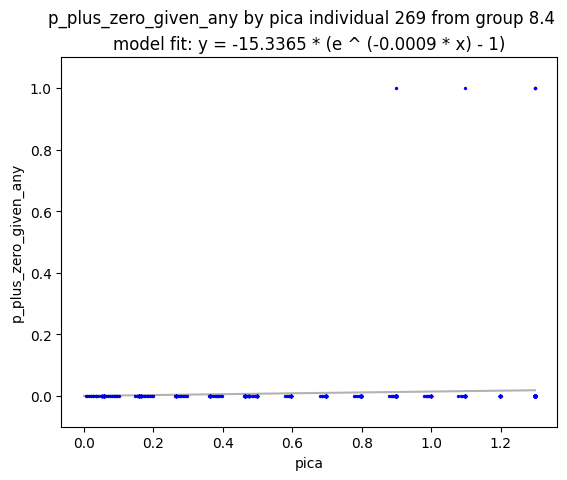 p_plus_zero_given_any by pica individual 269 from group 8.4
model fit: y = -15.3365 * (e ^ (-0.0009 * x) - 1)
p_plus_zero_given_any
1.0
0.8
0.6
0.4
0.2
0.0
0.0 0.2 0.4 0.6 0.8 1.0 1.2
pica